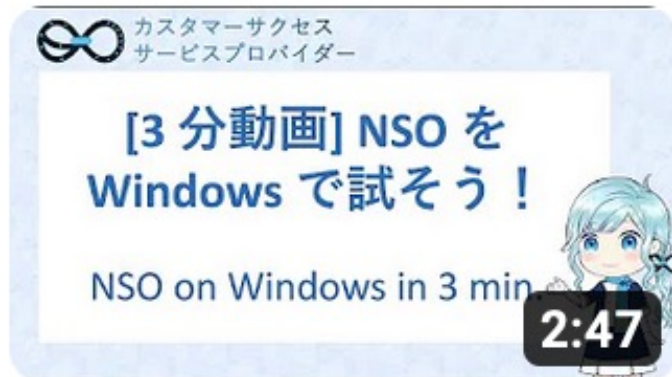 カスタマーサクセス
サービスプロバイダー
[3 分動画] NSO を
Windows で試そう！
NSO on Windows in 3 min.
2:47